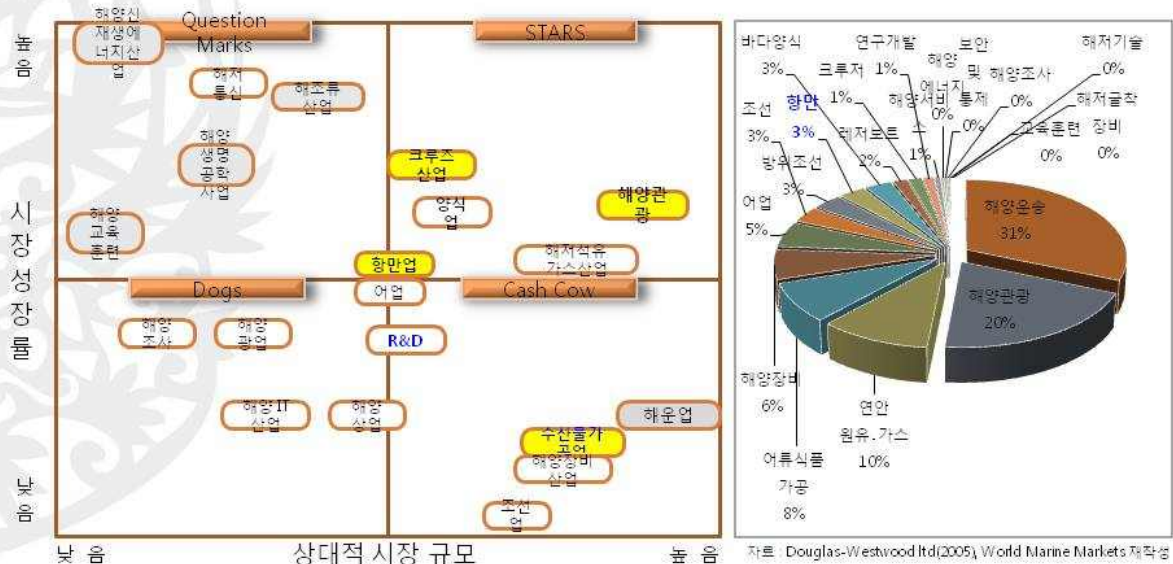 높
음
시
장
성
장
률
낮
음
Question
Marks
STARS
해양신
재생에
너지산
업
해저
통신
해조류
산업
해양
생명
공학
사업
해양
교육
훈련
크루즈
산업
양식
업
해양관
광
해저석유
가스산업
항만업
Dogs
Cash Cow
어업
해양
조사
해양
광업
R&D
해양IT
산업
해양
상업
해운업
수산물가
공업
해양장비
산업
조선
업
낮 음
상대적 시장 규모
높 음
바다양식
3%
연구개발
1%
보안
및
통제
0%
해저기술
0%
크루저
1%
해양
에너지
0%
해양조사
0%
조선
3%
항만
3%
해양서비
스
1%
해저굴착
장비
0%
레저보트
2%
교육훈련
0%
방위조선
3%
어업
5%
해양운송
31%
해양관광
20%
해양장비
6%
연안
원유.가스
10%
어류식품
가공
8%
자료 : Douglas-Westwood ltd(2005), World Marine Markets 재작성